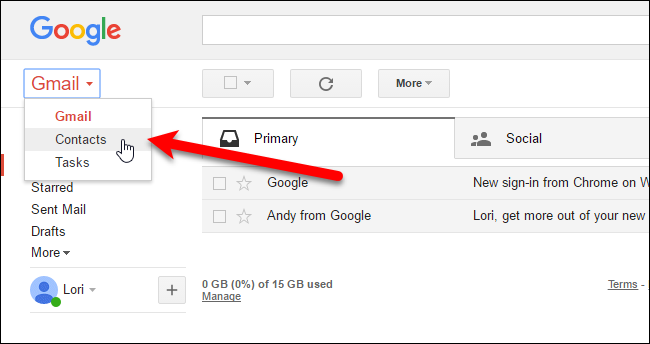 Google
Gmail
More
Gmail
Contacts
Tasks
Primary
Social
Google
New sign-in from Chrome on W
Andy from Google
Lori, get more out of your new
Starred
Sent Mail
Drafts
More
Lori
+
0 GB (0%) of 15 GB used
Manage
Terms -